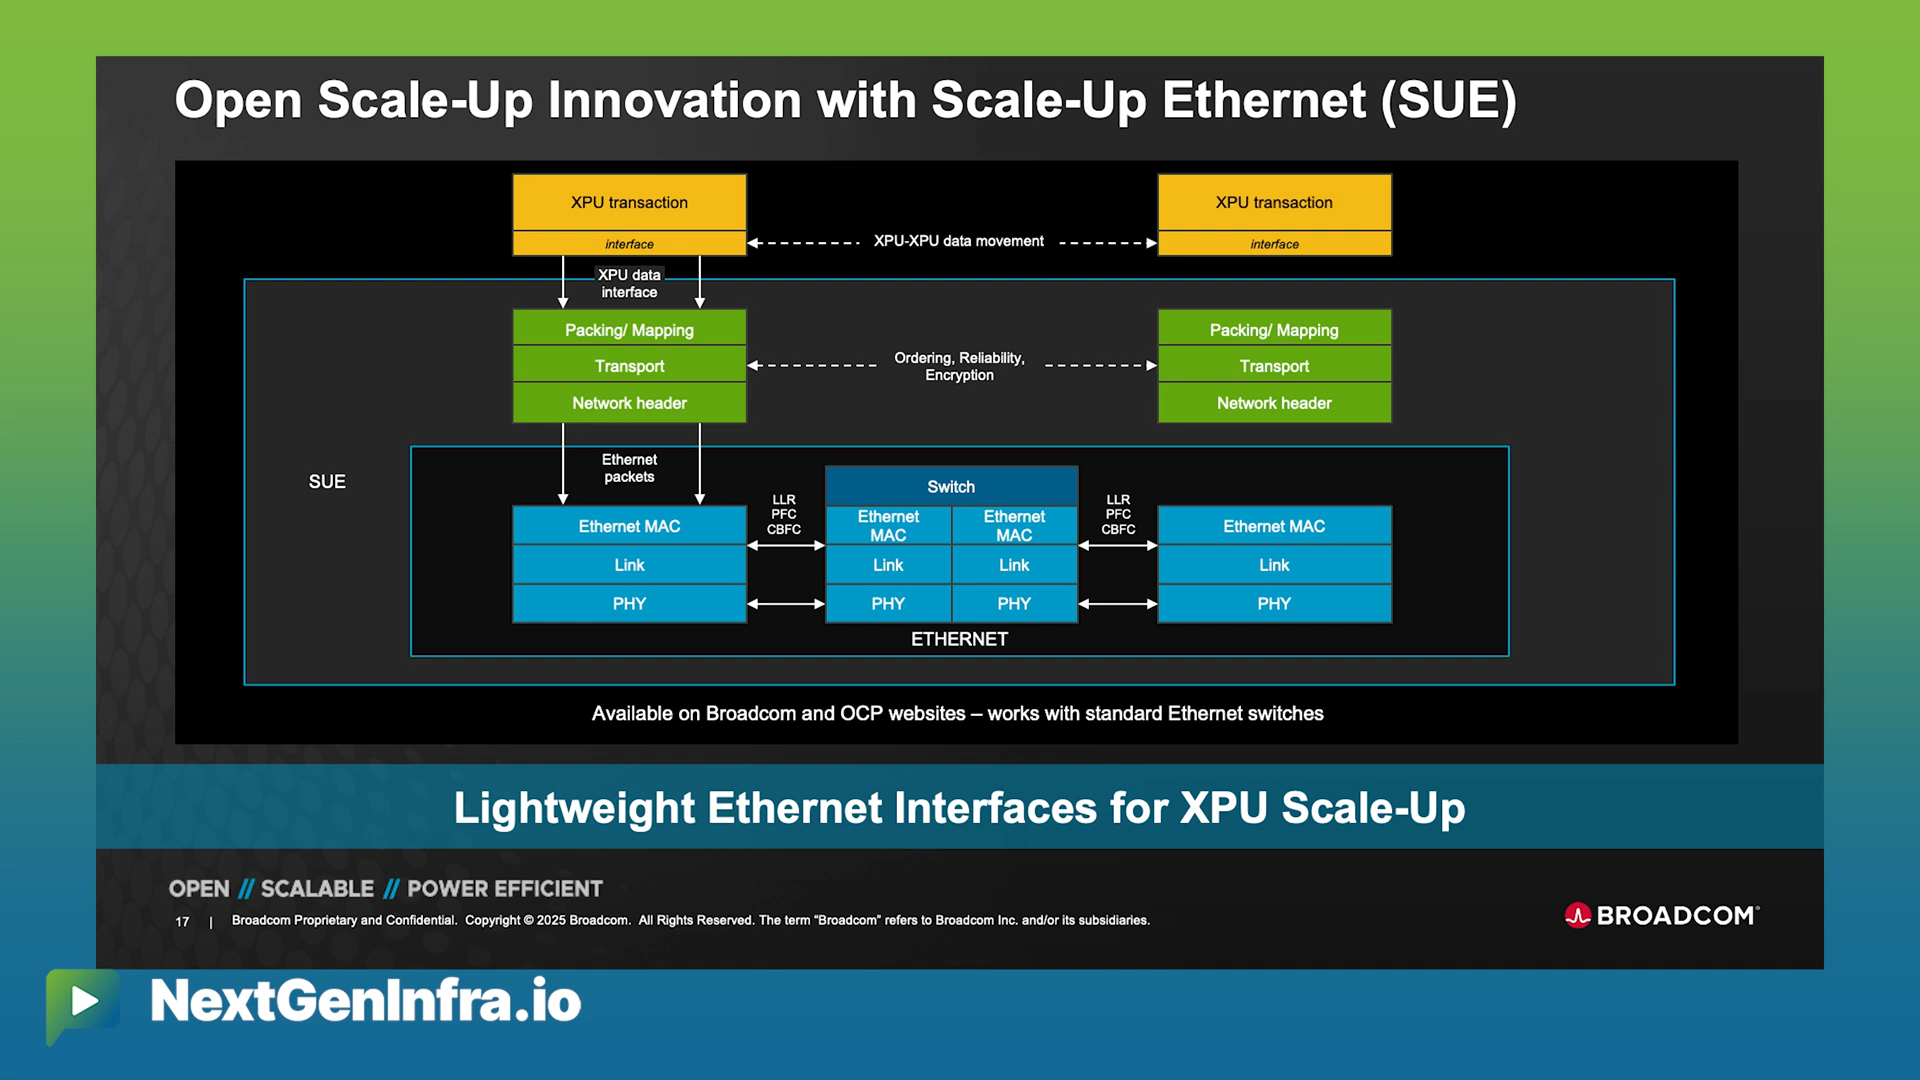 Open Scale-Up Innovation with Scale-Up Ethernet (SUE)
XPU transaction
interface
XPU-XPU data movement
XPU transaction
interface
XPU data
interface
Packing/ Mapping
Transport
Network header
Ordering, Reliability,
Encryption
Packing/ Mapping
Transport
Network header
SUE
Ethernet
packets
Ethernet MAC
Link
PHY
LLR
PFC
CBFC
Switch
Ethernet
MAC
Link
PHY
Ethernet
MAC
Link
PHY
LLR
PFC
CBFC
Ethernet MAC
Link
PHY
ETHERNET
Available on Broadcom and OCP websites – works with standard Ethernet switches
Lightweight Ethernet Interfaces for XPU Scale-Up
OPEN // SCALABLE // POWER EFFICIENT
17 | Broadcom Proprietary and Confidential. Copyright © 2025 Broadcom. All Rights Reserved. The term “Broadcom” refers to Broadcom Inc. and/or its subsidiaries.
BROADCOM®
NextGenInfra.io